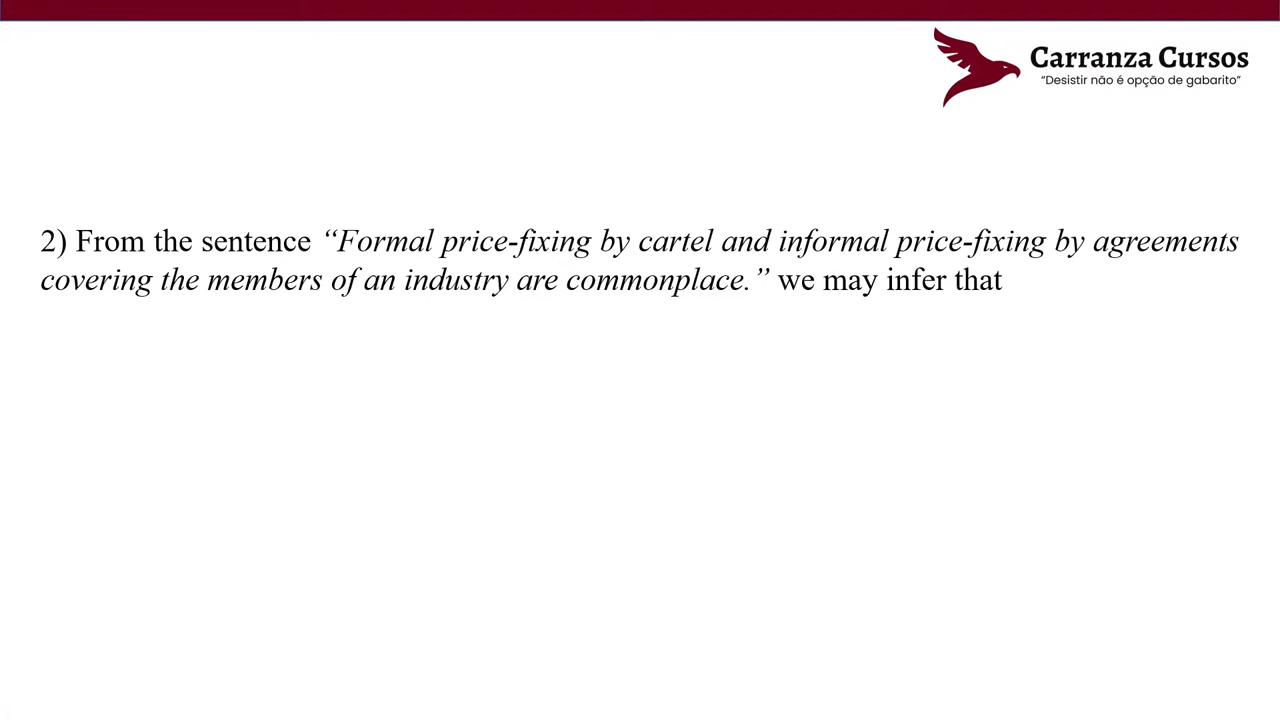 Carranza Cursos
“Desistir não é opção de gabarito”
2) From the sentence “Formal price-fixing by cartel and informal price-fixing by agreements
covering the members of an industry are commonplace.” we may infer that